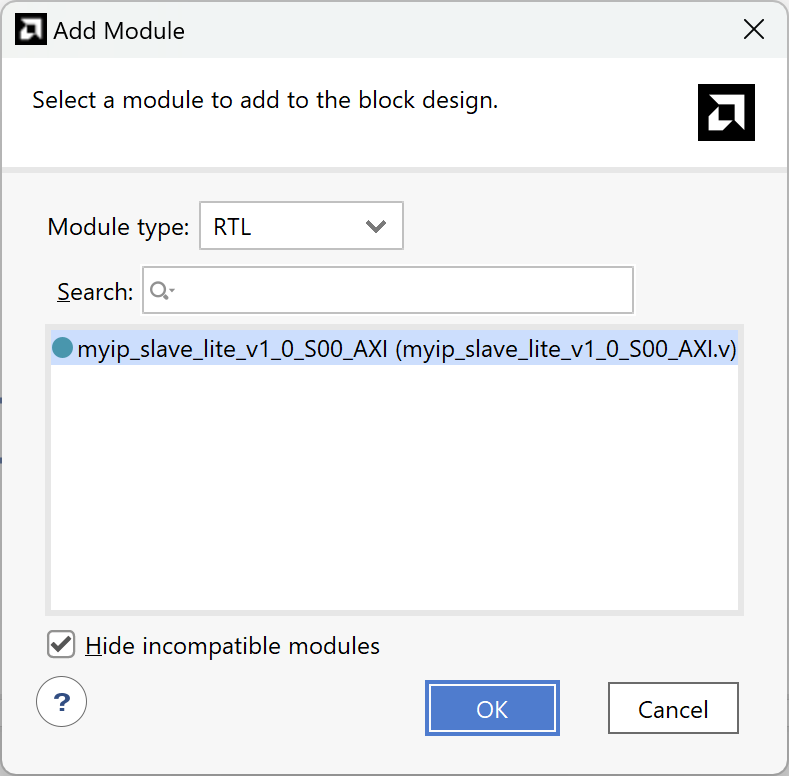 Add Module
Select a module to add to the block design.
Module type: RTL
Search:
myip_slave_lite_v1_0_S00_AXI (myip_slave_lite_v1_0_S00_AXI.v)
Hide incompatible modules
? OK Cancel